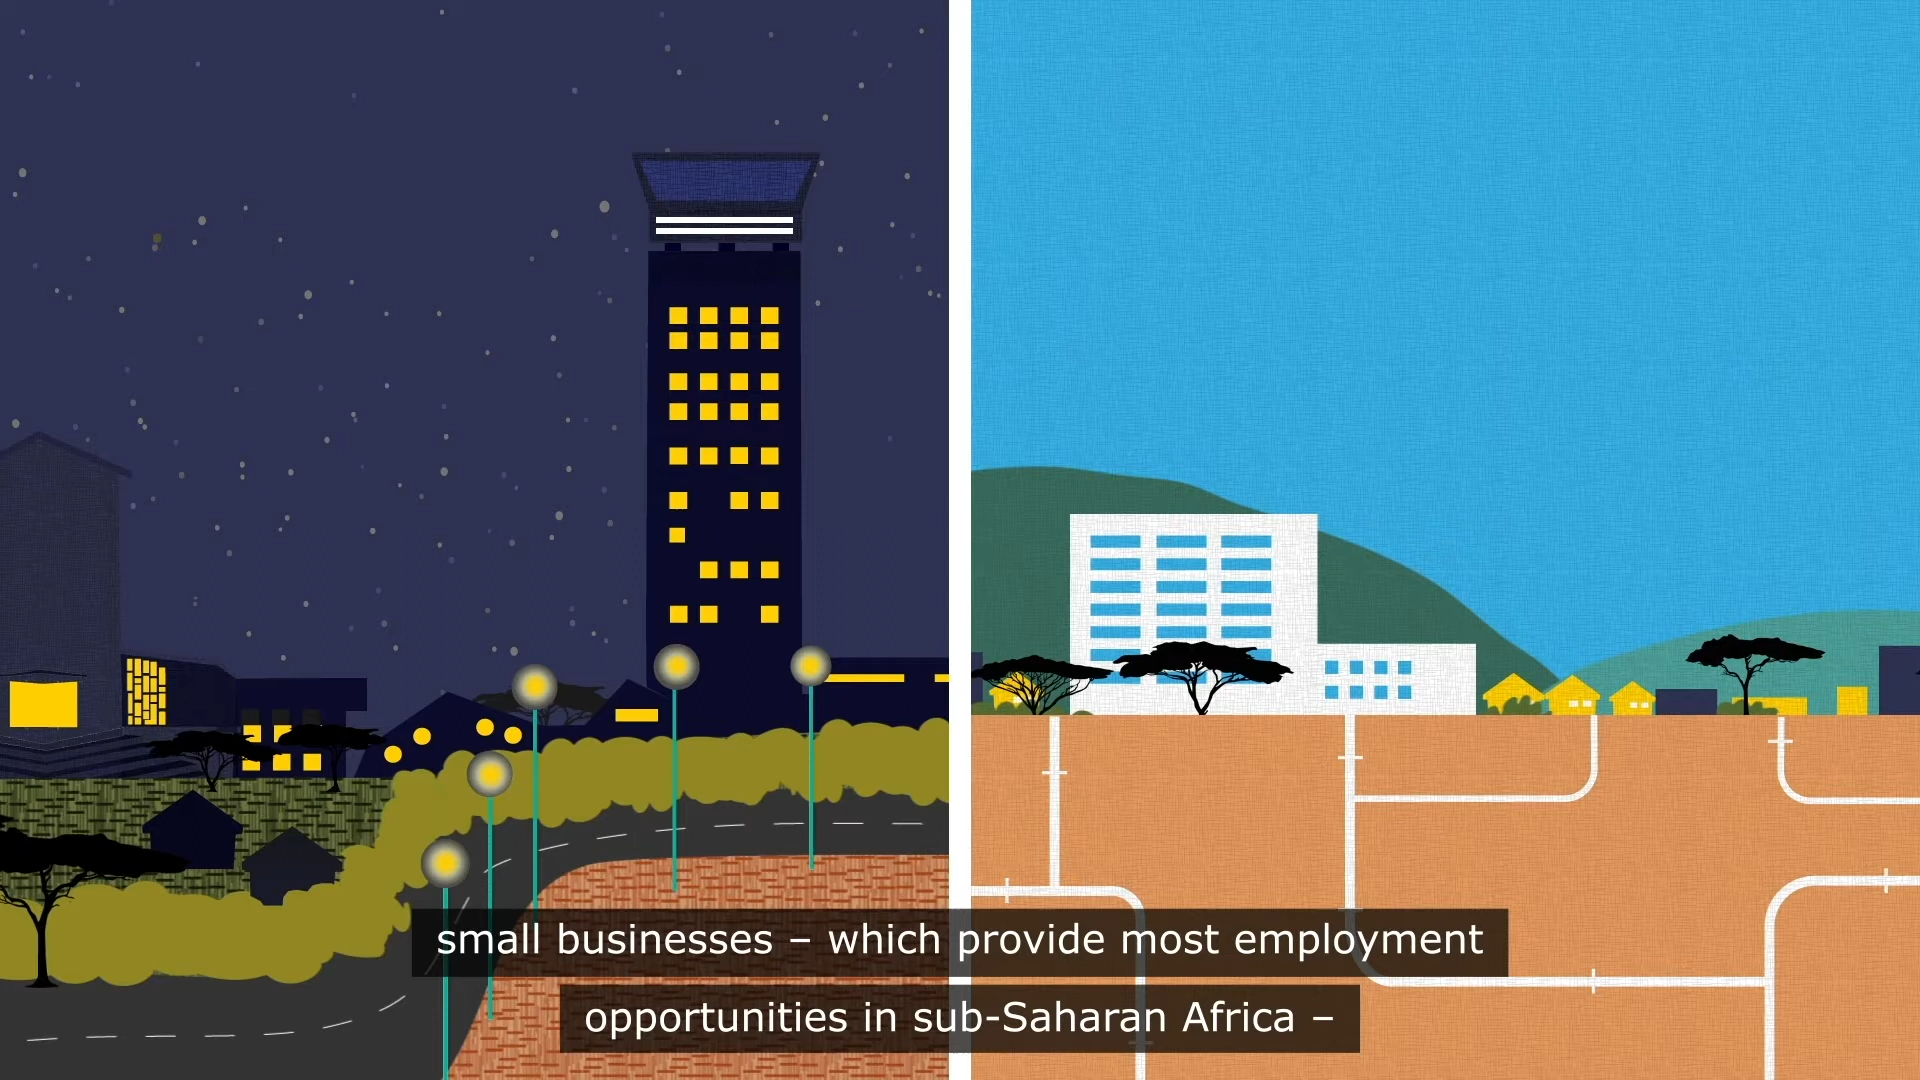 small businesses – which provide most employment
opportunities in sub-Saharan Africa –